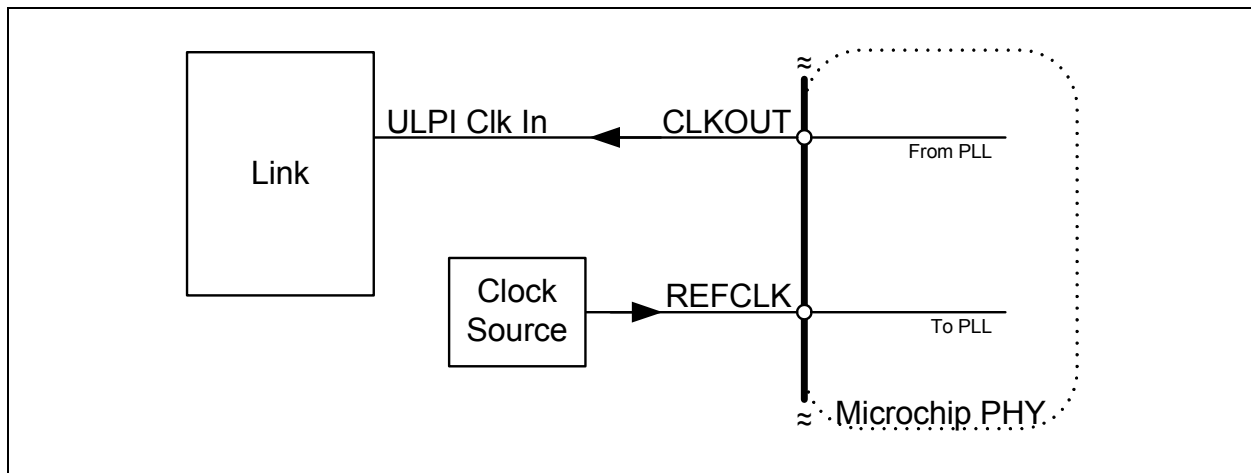 ULPI Clk In
CLKOUT
From PLL
Link
Clock
Source
REFCLK
To PLL
Microchip PHY